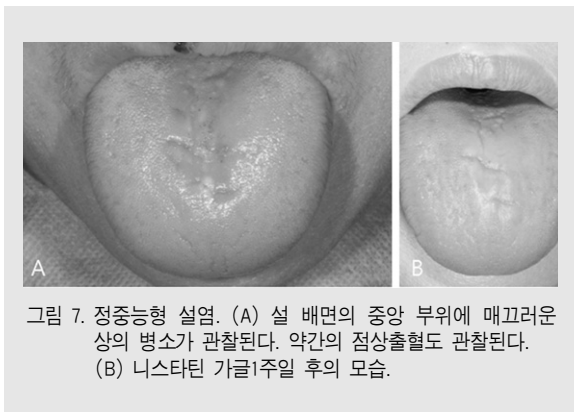 A
B
그림 7. 정중능형 설염. (A) 설 배면의 중앙 부위에 매끄러운
상의 병소가 관찰된다. 약간의 점상출혈도 관찰된다.
(B) 니스타틴 가글1주일 후의 모습.